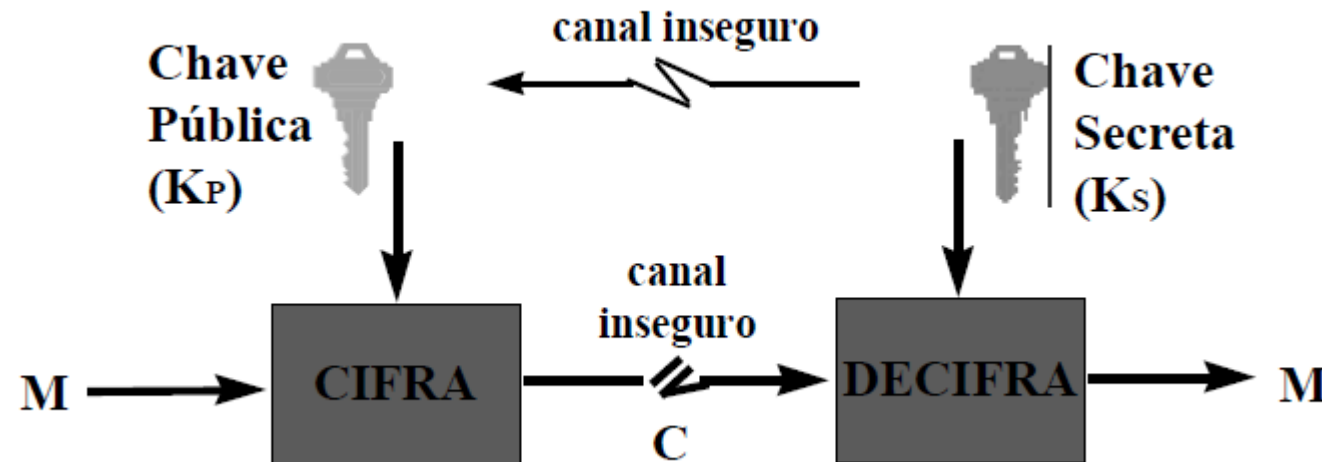 canal inseguro
Chave
Pública
(KP)
Chave
Secreta
(KS)
canal
inseguro
M
CIFRA
C
DECIFRA
M